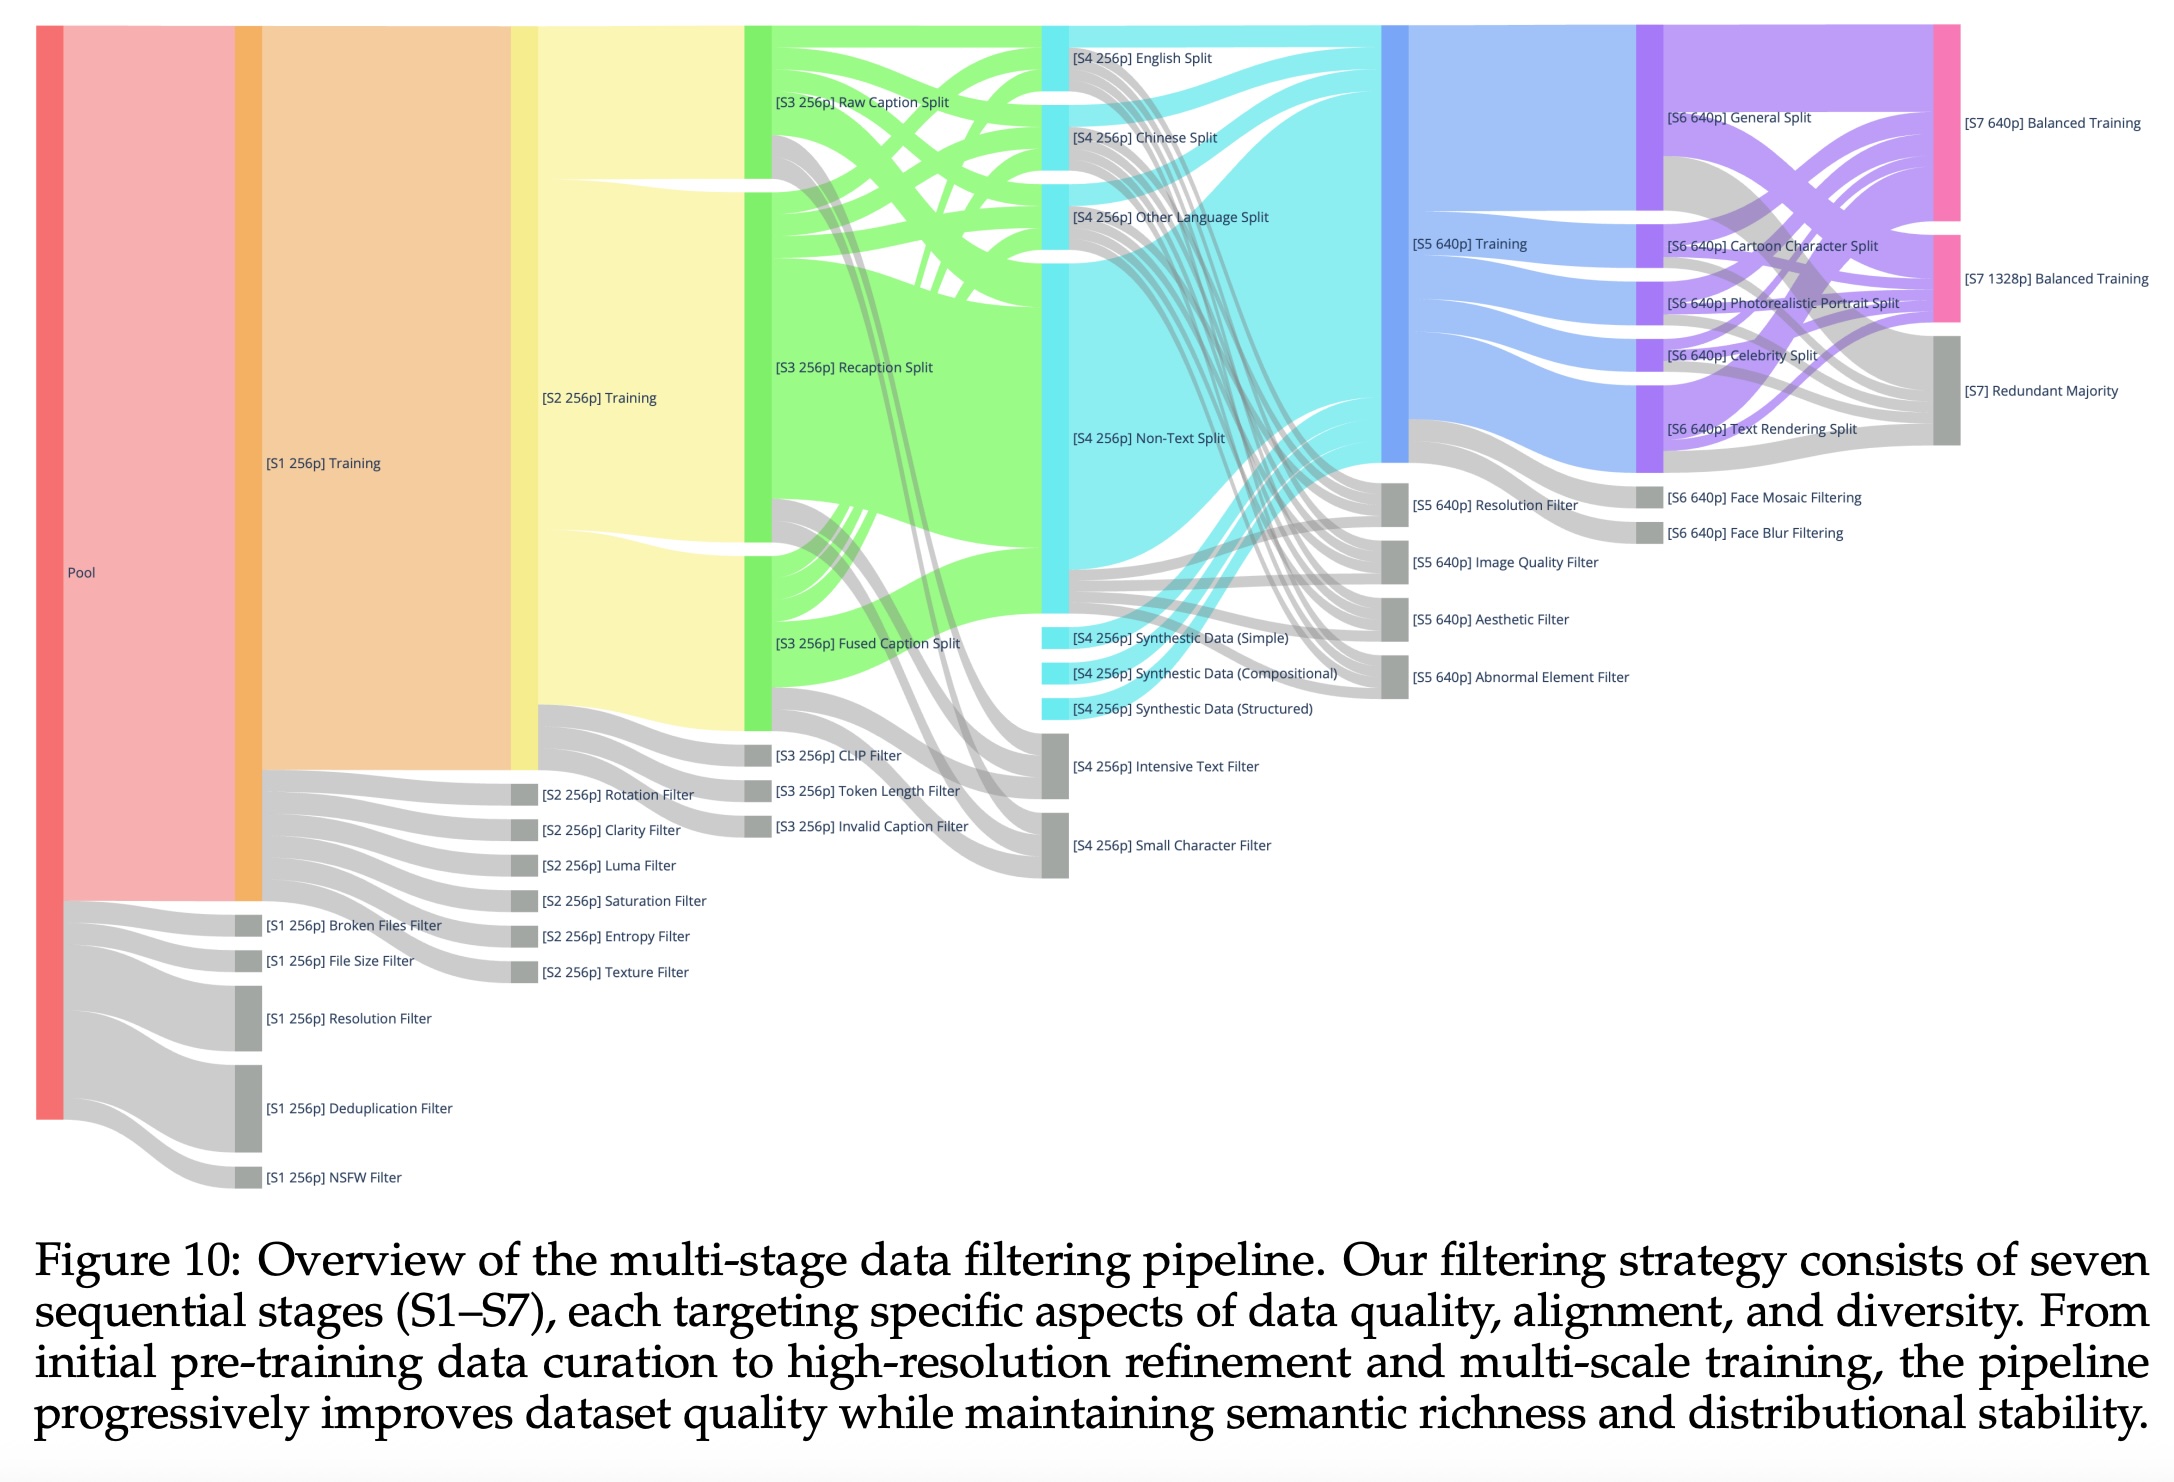 Pool
[S1 256p] Training
[S1 256p] Broken Files Filter
[S1 256p] File Size Filter
[S1 256p] Resolution Filter
[S1 256p] Deduplication Filter
[S1 256p] NSFW Filter
[S2 256p] Training
[S2 256p] Rotation Filter
[S2 256p] Clarity Filter
[S2 256p] Luma Filter
[S2 256p] Saturation Filter
[S2 256p] Entropy Filter
[S2 256p] Texture Filter
[S3 256p] Raw Caption Split
[S3 256p] Recaption Split
[S3 256p] Fused Caption Split
[S3 256p] CLIP Filter
[S3 256p] Token Length Filter
[S3 256p] Invalid Caption Filter
[S4 256p] English Split
[S4 256p] Chinese Split
[S4 256p] Other Language Split
[S4 256p] Non-Text Split
[S4 256p] Synthestic Data (Simple)
[S4 256p] Synthestic Data (Compositional)
[S4 256p] Synthestic Data (Structured)
[S4 256p] Intensive Text Filter
[S4 256p] Small Character Filter
[S5 640p] Training
[S5 640p] Resolution Filter
[S5 640p] Image Quality Filter
[S5 640p] Aesthetic Filter
[S5 640p] Abnormal Element Filter
[S6 640p] General Split
[S6 640p] Cartoon Character Split
[S6 640p] Photorealistic Portrait Split
[S6 640p] Celebrity Split
[S6 640p] Text Rendering Split
[S6 640p] Face Mosaic Filtering
[S6 640p] Face Blur Filtering
[S7 640p] Balanced Training
[S7 1328p] Balanced Training
[S7] Redundant Majority
Figure 10: Overview of the multi-stage data filtering pipeline. Our filtering strategy consists of seven
sequential stages (S1–S7), each targeting specific aspects of data quality, alignment, and diversity. From
initial pre-training data curation to high-resolution refinement and multi-scale training, the pipeline
progressively improves dataset quality while maintaining semantic richness and distributional stability.